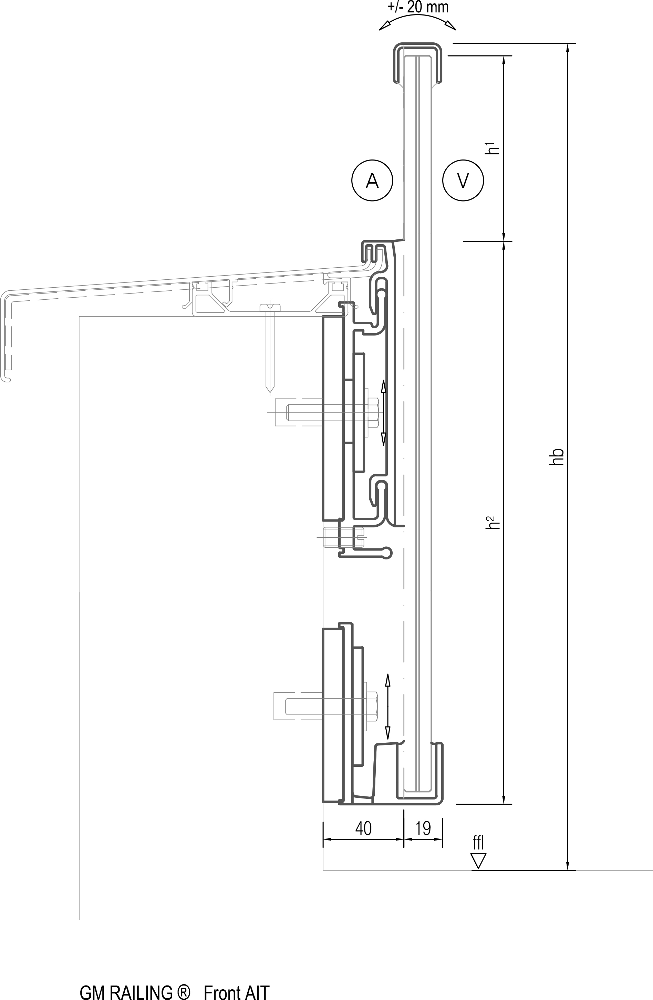 +/- 20 mm
h1
A
V
hb
h2
40
19
ffl
GM RAILING ® Front AIT